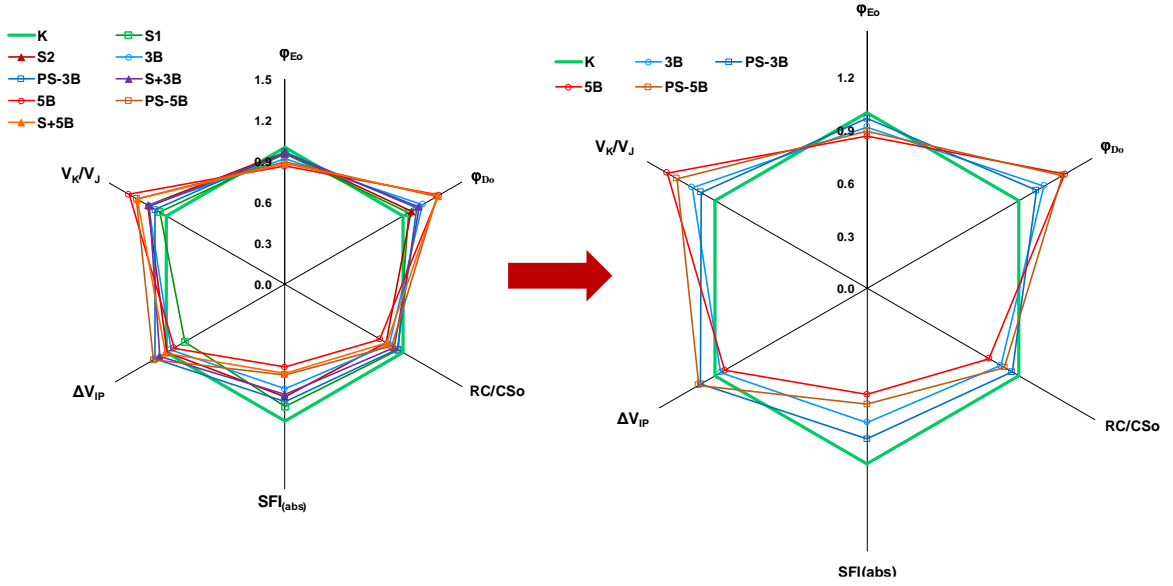 K S1
S2 3B
PS-3B S+3B
5B PS-5B
S+5B
φEo
1.5
1.2
0.9
0.6
0.3
0.0
φDo
RC/CSo
SFI(abs)
ΔVIP
VK/VJ
K 3B PS-3B
5B PS-5B
φEo
1.2
0.9
0.6
0.3
0.0
φDo
RC/CSo
SFI(abs)
ΔVIP
VK/VJ